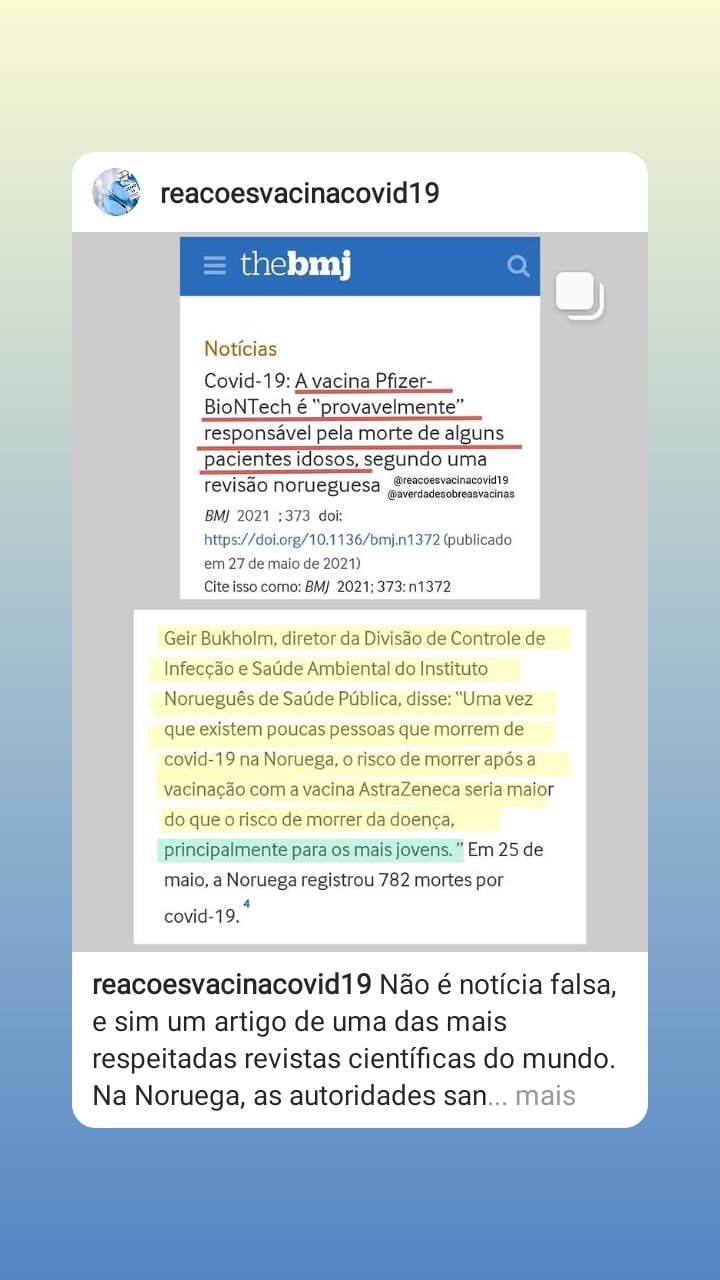 reacoesvacinacovid19
thebmj
Notícias
Covid-19: A vacina Pfizer-
BioNTech é “provavelmente”
responsável pela morte de alguns
pacientes idosos, segundo uma
revisão norueguesa
@reacoesvacinacovid19
@averdadesobreasvacinas
BMJ 2021 ; 373 doi:
https://doi.org/10.1136/bmj.n1372 (publicado
em 27 de maio de 2021)
Cite isso como: BMJ 2021; 373: n1372
Geir Bukholm, diretor da Divisão de Controle de
Infecção e Saúde Ambiental do Instituto
Norueguês de Saúde Pública, disse: “Uma vez
que existem poucas pessoas que morrem de
covid-19 na Noruega, o risco de morrer após a
vacinação com a vacina AstraZeneca seria maior
do que o risco de morrer da doença,
principalmente para os mais jovens.” Em 25 de
maio, a Noruega registrou 782 mortes por
covid-19. 4
reacoesvacinacovid19 Não é notícia falsa,
e sim um artigo de uma das mais
respeitadas revistas científicas do mundo.
Na Noruega, as autoridades san... mais